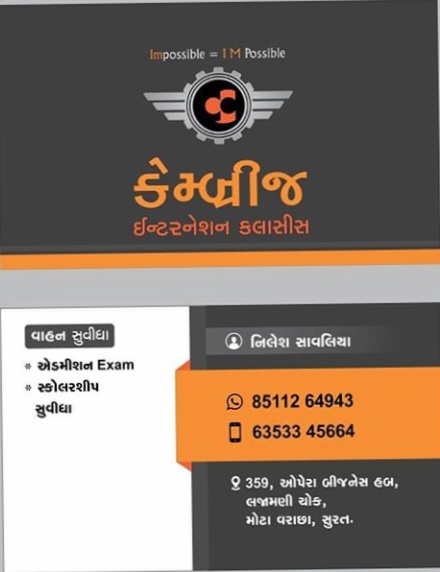 Impossible = I M Possible
કેમ્બ્રીજ
ઈન્ટરનેશન કલાસીસ
વાહન સુવીધા
* એડમીશન Exam
* સ્કોલરશીપ
સુવીધા
નિલેશ સાવલિયા
85112 64943
63533 45664
359, ઓપેરા બીજનેસ હબ,
લજામણી ચોક,
મોટા વરાછા, સુરત.